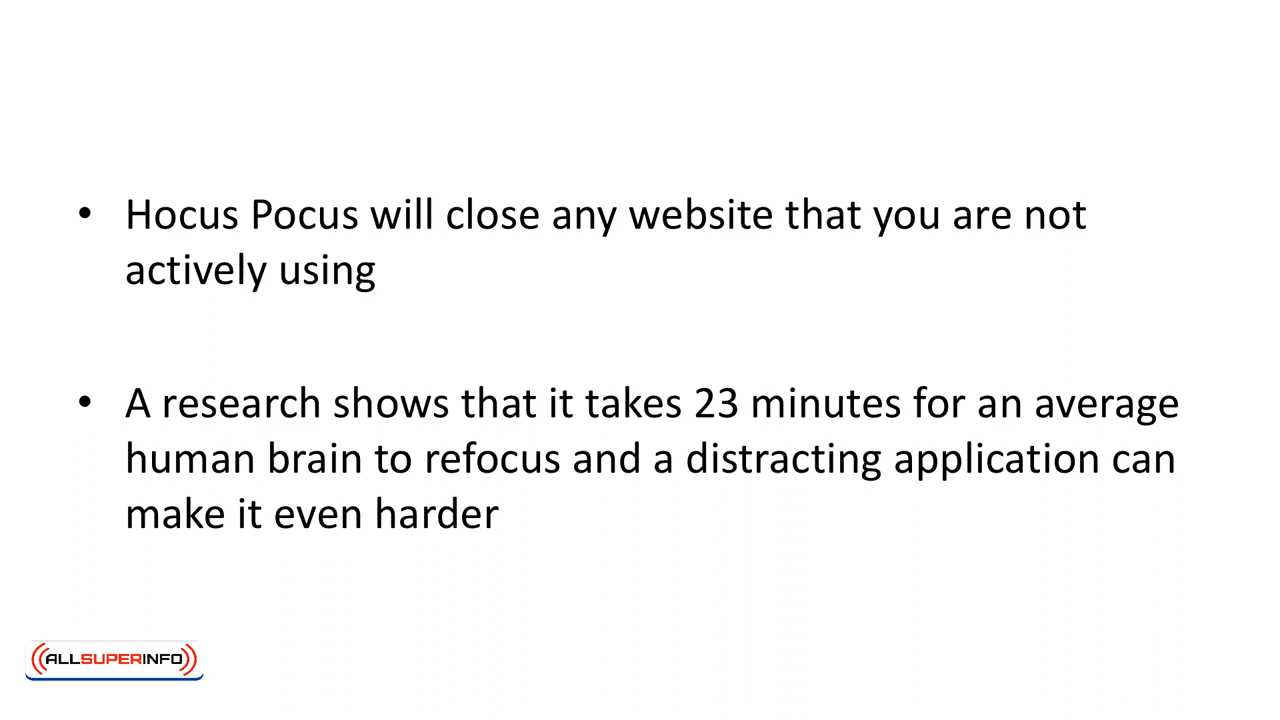 • Hocus Pocus will close any website that you are not
actively using
• A research shows that it takes 23 minutes for an average
human brain to refocus and a distracting application can
make it even harder
ALLSUPERINFO